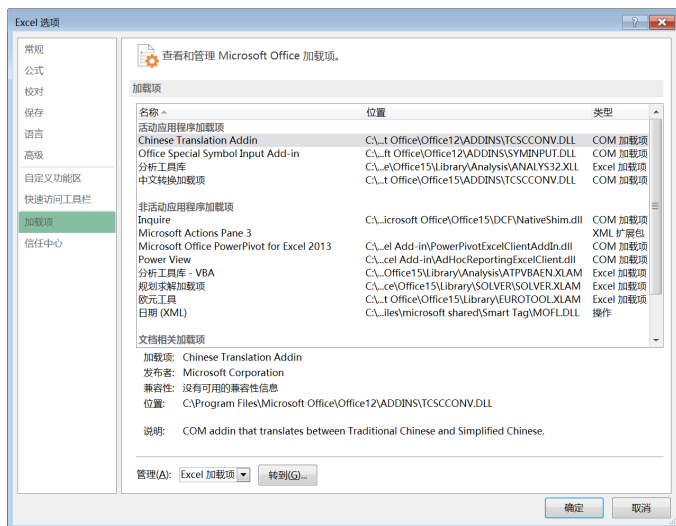 Excel 选项
常规
公式
校对
保存
语言
高级
自定义功能区
快速访问工具栏
加载项
信任中心
查看和管理 Microsoft Office 加载项。
加载项
名称 位置 类型
活动应用程序加载项
Chinese Translation Addin C:\...t Office\Office12\ADDINS\TCSCCONV.DLL COM 加载项
Office Special Symbol Input Add-in C:\...ft Office\Office12\ADDINS\SYMINPUT.DLL COM 加载项
分析工具库 C:\...e\Office15\Library\Analysis\ANALYS32.XLL Excel 加载项
中文转换加载项 C:\...t Office\Office15\ADDINS\TCSCCONV.DLL COM 加载项
非活动应用程序加载项
Inquire C:\...icrosoft Office\Office15\DCF\NativeShim.dll COM 加载项
Microsoft Actions Pane 3 XML 扩展包
Microsoft Office PowerPivot for Excel 2013 C:\...el Add-in\PowerPivotExcelClientAddIn.dll COM 加载项
Power View C:\...cel Add-in\AdHocReportingExcelClient.dll COM 加载项
分析工具库 - VBA C:\...Office15\Library\Analysis\ATPVBAEN.XLAM Excel 加载项
规划求解加载项 C:\...ce\Office15\Library\SOLVER\SOLVER.XLAM Excel 加载项
欧元工具 C:\...t Office\Office15\Library\EUROTOOL.XLAM Excel 加载项
日期 (XML) C:\...iles\microsoft shared\Smart Tag\MOFL.DLL 操作
文档相关加载项
加载项: Chinese Translation Addin
发布者: Microsoft Corporation
兼容性: 没有可用的兼容性信息
位置: C:\Program Files\Microsoft Office\Office12\ADDINS\TCSCCONV.DLL
说明: COM addin that translates between Traditional Chinese and Simplified Chinese.
管理(A): Excel 加载项 转到(G)...
确定 取消